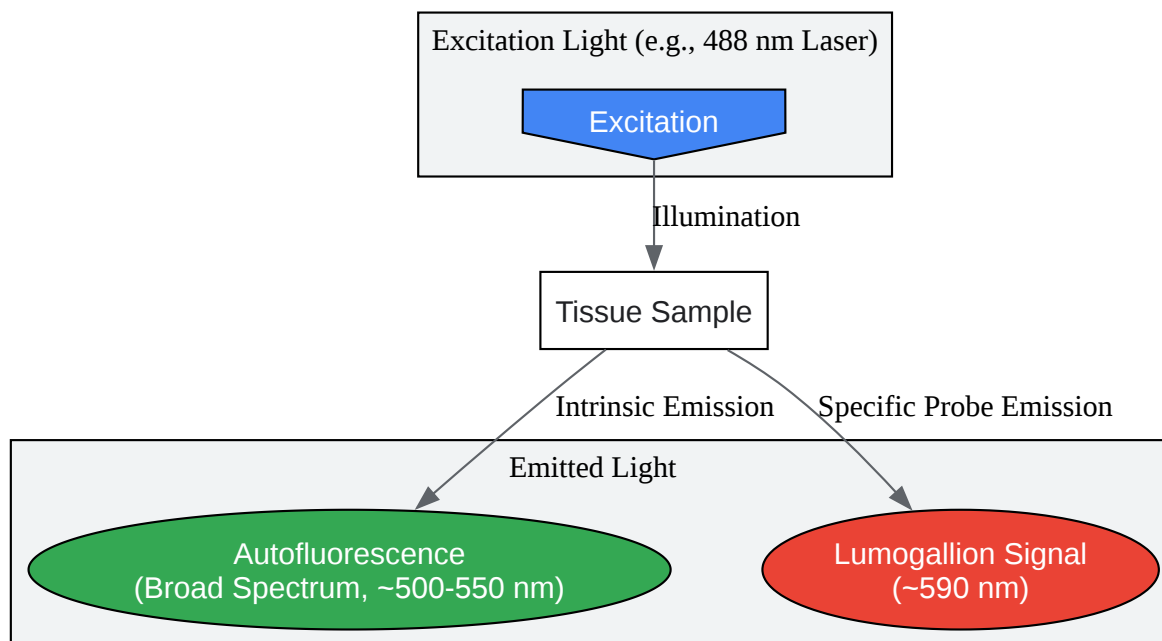 Excitation Light (e.g., 488 nm Laser)
Excitation
Illumination
Tissue Sample
Intrinsic Emission
Specific Probe Emission
Emitted Light
Autofluorescence
(Broad Spectrum, ~500-550 nm)
Lumogallion Signal
(~590 nm)